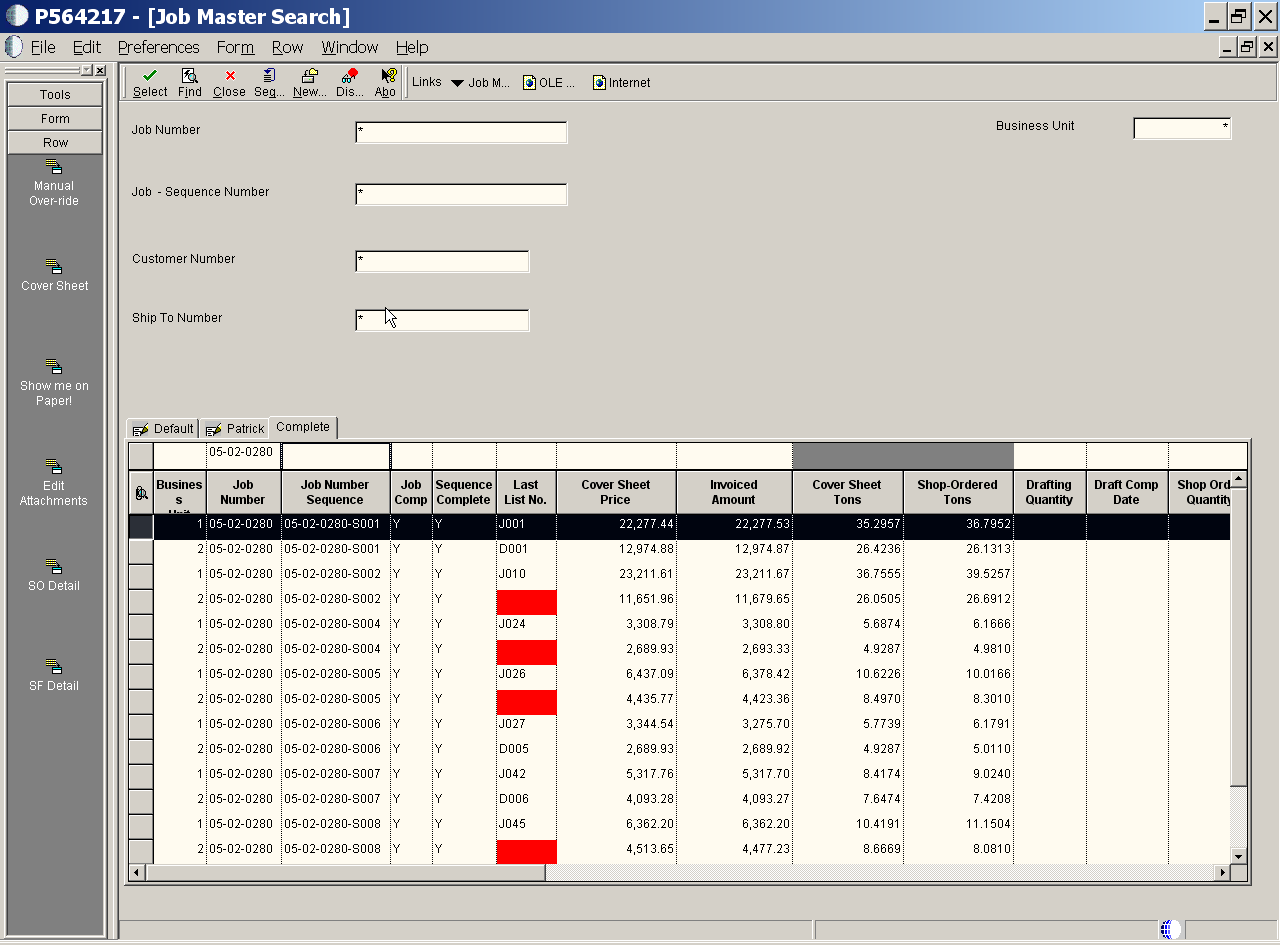 P564217 - [Job Master Search]
File Edit Preferences Form Row Window Help
Select Find Close Seq... New... Dis... Abo Links Job M... OLE ... Internet
Tools
Form
Row
Manual
Over-ride
Cover Sheet
Show me on
Paper!
Edit
Attachments
SO Detail
SF Detail
Job Number *
Business Unit *
Job - Sequence Number *
Customer Number *
Ship To Number *
Default Patrick Complete
05-02-0280
Busines s Unit Job Number Job Number Sequence Job Comp Sequence Complete Last List No. Cover Sheet Price Invoiced Amount Cover Sheet Tons Shop-Ordered Tons Drafting Quantity Draft Comp Date Shop Ord Quantity
1 05-02-0280 05-02-0280-S001 Y Y J001 22,277.44 22,277.53 35.2957 36.7952
2 05-02-0280 05-02-0280-S001 Y Y D001 12,974.88 12,974.87 26.4236 26.1313
1 05-02-0280 05-02-0280-S002 Y Y J010 23,211.61 23,211.67 36.7555 39.5257
2 05-02-0280 05-02-0280-S002 Y Y 11,651.96 11,679.65 26.0505 26.6912
1 05-02-0280 05-02-0280-S004 Y Y J024 3,308.79 3,308.80 5.6874 6.1666
2 05-02-0280 05-02-0280-S004 Y Y 2,689.93 2,693.33 4.9287 4.9810
1 05-02-0280 05-02-0280-S005 Y Y J026 6,437.09 6,378.42 10.6226 10.0166
2 05-02-0280 05-02-0280-S005 Y Y 4,435.77 4,423.36 8.4970 8.3010
1 05-02-0280 05-02-0280-S006 Y Y J027 3,344.54 3,275.70 5.7739 6.1791
2 05-02-0280 05-02-0280-S006 Y Y D005 2,689.93 2,689.92 4.9287 5.0110
1 05-02-0280 05-02-0280-S007 Y Y J042 5,317.76 5,317.70 8.4174 9.0240
2 05-02-0280 05-02-0280-S007 Y Y D006 4,093.28 4,093.27 7.6474 7.4208
1 05-02-0280 05-02-0280-S008 Y Y J045 6,362.20 6,362.20 10.4191 11.1504
2 05-02-0280 05-02-0280-S008 Y Y 4,513.65 4,477.23 8.6669 8.0810